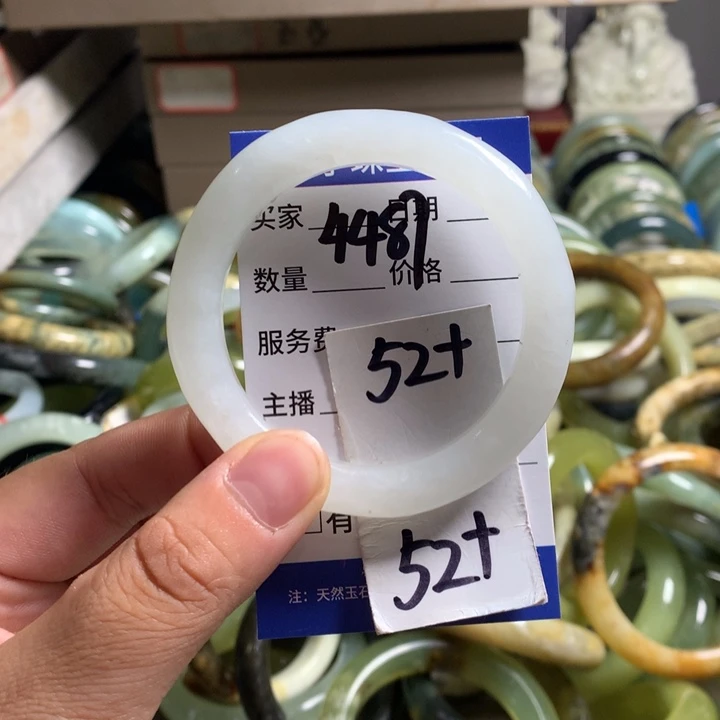 买家 日期
4487
数量 价格
服务费
52+
主播
有
52+
注：天然玉石